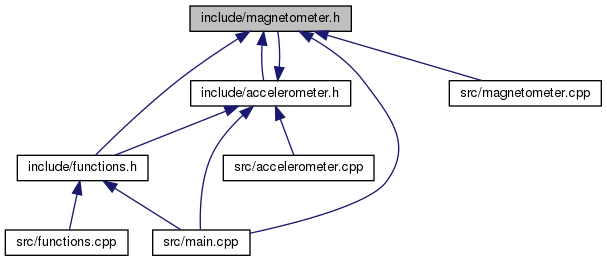 include/magnetometer.h
include/accelerometer.h
src/magnetometer.cpp
include/functions.h
src/accelerometer.cpp
src/functions.cpp
src/main.cpp